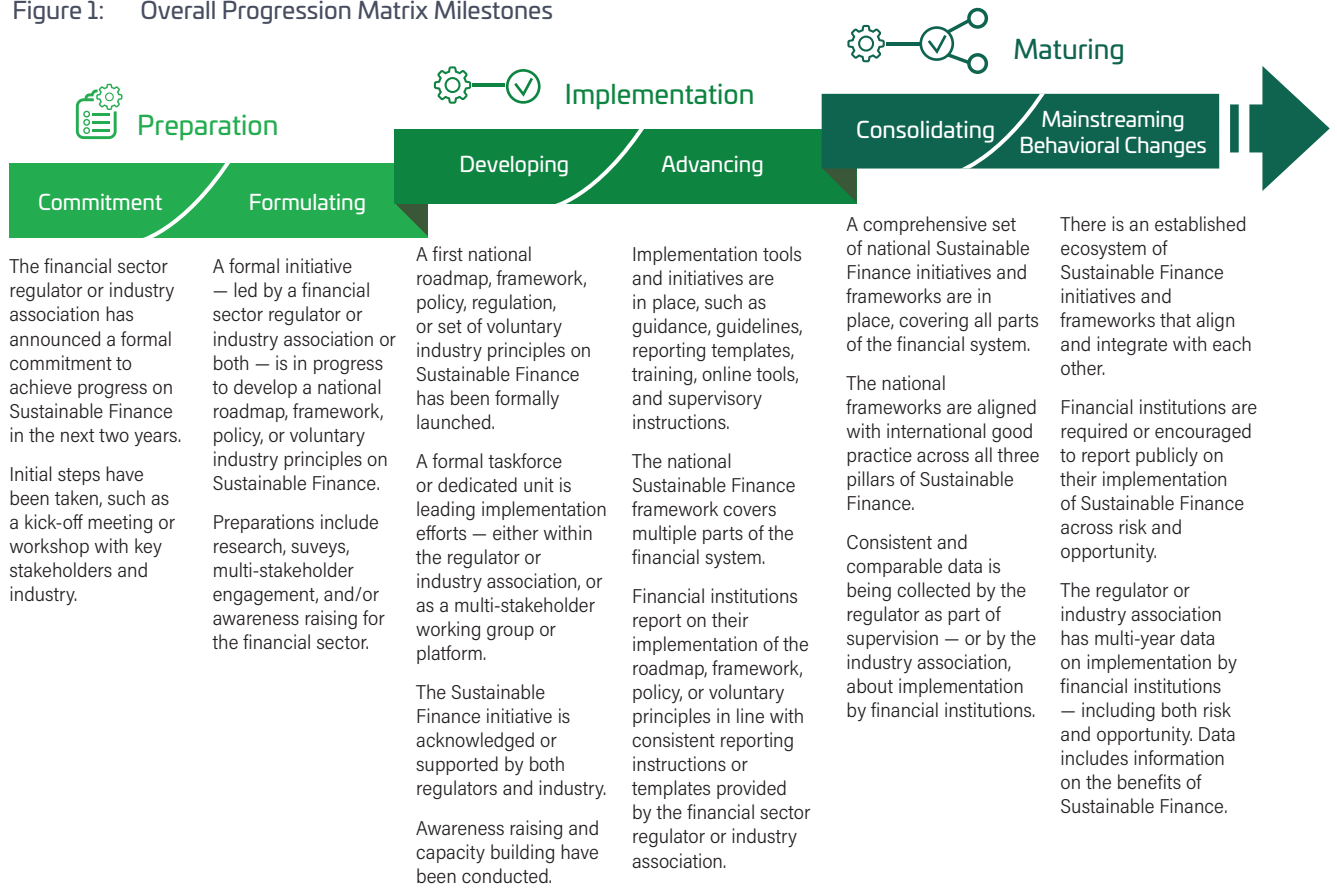 Figure 1: Overall Progression Matrix Milestones
Preparation
Commitment
Formulating
The financial sector
regulator or industry
association has
announced a formal
commitment to
achieve progress on
Sustainable Finance
in the next two years.
Initial steps have
been taken, such as
a kick-off meeting or
workshop with key
stakeholders and
industry.
A formal initiative
— led by a financial
sector regulator or
industry association or
both — is in progress
to develop a national
roadmap, framework,
policy, or voluntary
industry principles on
Sustainable Finance.
Preparations include
research, suveys,
multi-stakeholder
engagement, and/or
awareness raising for
the financial sector.
Implementation
Developing
Advancing
A first national
roadmap, framework,
policy, regulation,
or set of voluntary
industry principles on
Sustainable Finance
has been formally
launched.
A formal taskforce
or dedicated unit is
leading implementation
efforts — either within
the regulator or
industry association, or
as a multi-stakeholder
working group or
platform.
The Sustainable
Finance initiative is
acknowledged or
supported by both
regulators and industry.
Awareness raising and
capacity building have
been conducted.
Implementation tools
and initiatives are
in place, such as
guidance, guidelines,
reporting templates,
training, online tools,
and supervisory
instructions.
The national
Sustainable Finance
framework covers
multiple parts of the
financial system.
Financial institutions
report on their
implementation of the
roadmap, framework,
policy, or voluntary
principles in line with
consistent reporting
instructions or
templates provided
by the financial sector
regulator or industry
association.
Maturing
Consolidating
Mainstreaming
Behavioral Changes
A comprehensive set
of national Sustainable
Finance initiatives and
frameworks are in
place, covering all parts
of the financial system.
The national
frameworks are aligned
with international good
practice across all three
pillars of Sustainable
Finance.
Consistent and
comparable data is
being collected by the
regulator as part of
supervision — or by the
industry association,
about implementation
by financial institutions.
There is an established
ecosystem of
Sustainable Finance
initiatives and
frameworks that align
and integrate with each
other.
Financial institutions are
required or encouraged
to report publicly on
their implementation
of Sustainable Finance
across risk and
opportunity.
The regulator or
industry association
has multi-year data
on implementation by
financial institutions
— including both risk
and opportunity. Data
includes information
on the benefits of
Sustainable Finance.